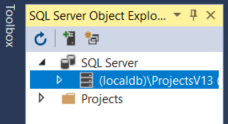 Toolbox
SQL Server Object Explo...
SQL Server
(localdb)\ProjectsV13 (
Projects